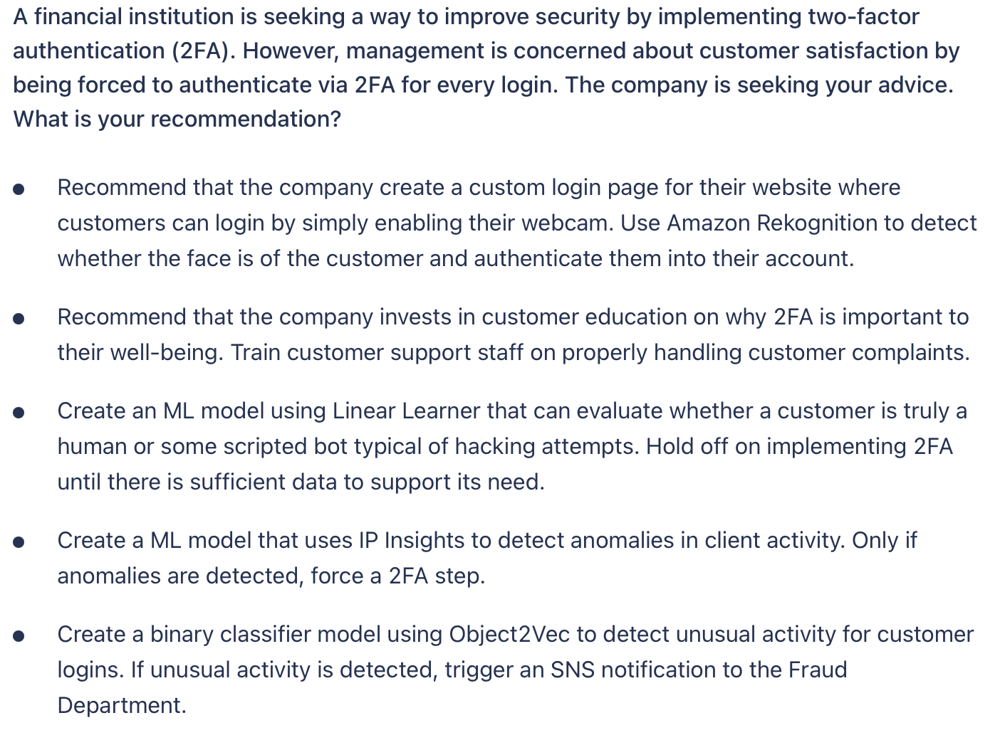 A financial institution is seeking a way to improve security by implementing two-factor
authentication (2FA). However, management is concerned about customer satisfaction by
being forced to authenticate via 2FA for every login. The company is seeking your advice.
What is your recommendation?
● Recommend that the company create a custom login page for their website where
customers can login by simply enabling their webcam. Use Amazon Rekognition to detect
whether the face is of the customer and authenticate them into their account.
● Recommend that the company invests in customer education on why 2FA is important to
their well-being. Train customer support staff on properly handling customer complaints.
● Create an ML model using Linear Learner that can evaluate whether a customer is truly a
human or some scripted bot typical of hacking attempts. Hold off on implementing 2FA
until there is sufficient data to support its need.
● Create a ML model that uses IP Insights to detect anomalies in client activity. Only if
anomalies are detected, force a 2FA step.
● Create a binary classifier model using Object2Vec to detect unusual activity for customer
logins. If unusual activity is detected, trigger an SNS notification to the Fraud
Department.